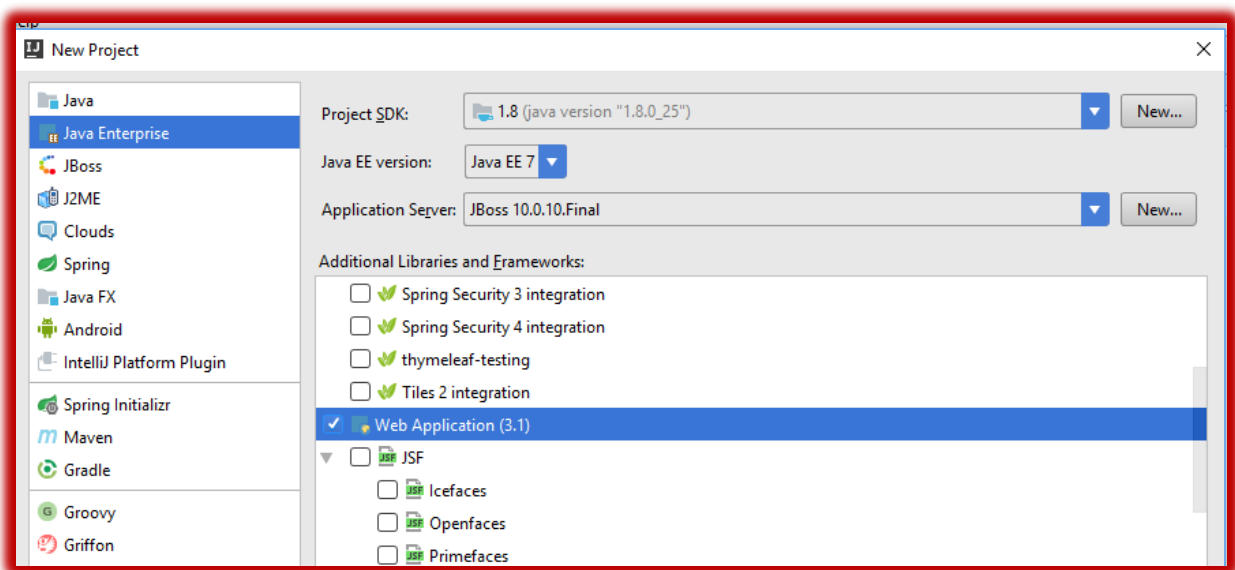 New Project
Java
Java Enterprise
JBoss
J2ME
Clouds
Spring
Java FX
Android
IntelliJ Platform Plugin
Spring Initializr
Maven
Gradle
Groovy
Griffon
Project SDK: 1.8 (java version "1.8.0_25") New...
Java EE version: Java EE 7
Application Server: JBoss 10.0.10.Final New...
Additional Libraries and Frameworks:
Spring Security 3 integration
Spring Security 4 integration
thymeleaf-testing
Tiles 2 integration
Web Application (3.1)
JSF
Icefaces
Openfaces
Primefaces